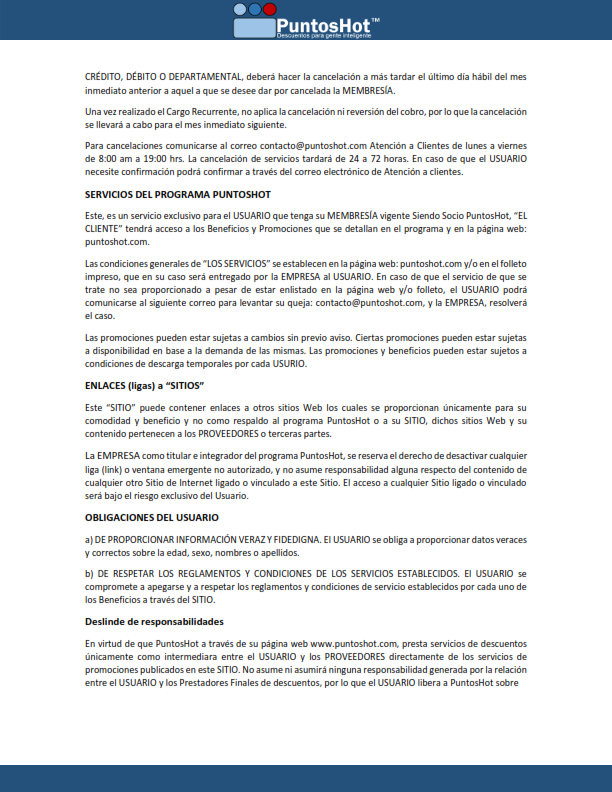 PuntosHot™
Descuentos para gente inteligente
CRÉDITO, DÉBITO O DEPARTAMENTAL, deberá hacer la cancelación a más tardar el último día hábil del mes
inmediato anterior a aquel a que se desee dar por cancelada la MEMBRESÍA.
Una vez realizado el Cargo Recurrente, no aplica la cancelación ni reversión del cobro, por lo que la cancelación
se llevará a cabo para el mes inmediato siguiente.
Para cancelaciones comunicarse al correo contacto@puntoshot.com Atención a Clientes de lunes a viernes
de 8:00 am a 19:00 hrs. La cancelación de servicios tardará de 24 a 72 horas. En caso de que el USUARIO
necesite confirmación podrá confirmar a través del correo electrónico de Atención a clientes.
SERVICIOS DEL PROGRAMA PUNTOSHOT
Este, es un servicio exclusivo para el USUARIO que tenga su MEMBRESÍA vigente Siendo Socio PuntosHot, “EL
CLIENTE” tendrá acceso a los Beneficios y Promociones que se detallan en el programa y en la página web:
puntoshot.com.
Las condiciones generales de “LOS SERVICIOS” se establecen en la página web: puntoshot.com y/o en el folleto
impreso, que en su caso será entregado por la EMPRESA al USUARIO. En caso de que el servicio de que se
trate no sea proporcionado a pesar de estar enlistado en la página web y/o folleto, el USUARIO podrá
comunicarse al siguiente correo para levantar su queja: contacto@puntoshot.com, y la EMPRESA, resolverá
el caso.
Las promociones pueden estar sujetas a cambios sin previo aviso. Ciertas promociones pueden estar sujetas
a disponibilidad en base a la demanda de las mismas. Las promociones y beneficios pueden estar sujetos a
condiciones de descarga temporales por cada USURIO.
ENLACES (ligas) a “SITIOS”
Este “SITIO” puede contener enlaces a otros sitios Web los cuales se proporcionan únicamente para su
comodidad y beneficio y no como respaldo al programa PuntosHot o a su SITIO, dichos sitios Web y su
contenido pertenecen a los PROVEEDORES o terceras partes.
La EMPRESA como titular e integrador del programa PuntosHot, se reserva el derecho de desactivar cualquier
liga (link) o ventana emergente no autorizado, y no asume responsabilidad alguna respecto del contenido de
cualquier otro Sitio de Internet ligado o vinculado a este Sitio. El acceso a cualquier Sitio ligado o vinculado
será bajo el riesgo exclusivo del Usuario.
OBLIGACIONES DEL USUARIO
a) DE PROPORCIONAR INFORMACIÓN VERAZ Y FIDEDIGNA. El USUARIO se obliga a proporcionar datos veraces
y correctos sobre la edad, sexo, nombres o apellidos.
b) DE RESPETAR LOS REGLAMENTOS Y CONDICIONES DE LOS SERVICIOS ESTABLECIDOS. El USUARIO se
compromete a apegarse y a respetar los reglamentos y condiciones de servicio establecidos por cada uno de
los Beneficios a través del SITIO.
Deslinde de responsabilidades
En virtud de que PuntosHot a través de su página web www.puntoshot.com, presta servicios de descuentos
únicamente como intermediara entre el USUARIO y los PROVEEDORES directamente de los servicios de
promociones publicados en este SITIO. No asume ni asumirá ninguna responsabilidad generada por la relación
entre el USUARIO y los Prestadores Finales de descuentos, por lo que el USUARIO libera a PuntosHot sobre